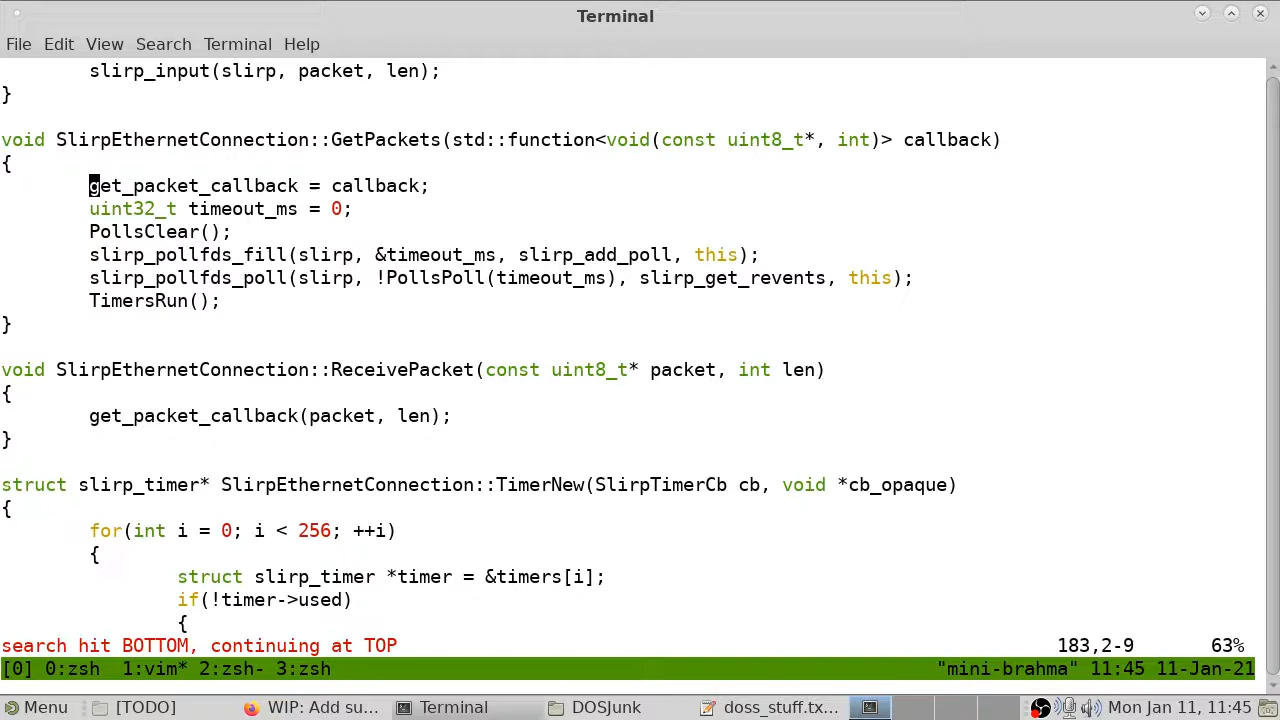 Terminal
File Edit View Search Terminal Help
slirp_input(slirp, packet, len);
}
void SlirpEthernetConnection::GetPackets(std::function<void(const uint8_t*, int)> callback)
{
get_packet_callback = callback;
uint32_t timeout_ms = 0;
PollsClear();
slirp_pollfds_fill(slirp, &timeout_ms, slirp_add_poll, this);
slirp_pollfds_poll(slirp, !PollsPoll(timeout_ms), slirp_get_revents, this);
TimersRun();
}
void SlirpEthernetConnection::ReceivePacket(const uint8_t* packet, int len)
{
get_packet_callback(packet, len);
}
struct slirp_timer* SlirpEthernetConnection::TimerNew(SlirpTimerCb cb, void *cb_opaque)
{
for(int i = 0; i < 256; ++i)
{
struct slirp_timer *timer = &timers[i];
if(!timer->used)
{
search hit BOTTOM, continuing at TOP 183,2-9 63%
[0] 0:zsh 1:vim* 2:zsh- 3:zsh "mini-brahma" 11:45 11-Jan-21
Menu [TODO] WIP: Add su... Terminal DOSJunk doss_stuff.tx... Mon Jan 11, 11:45